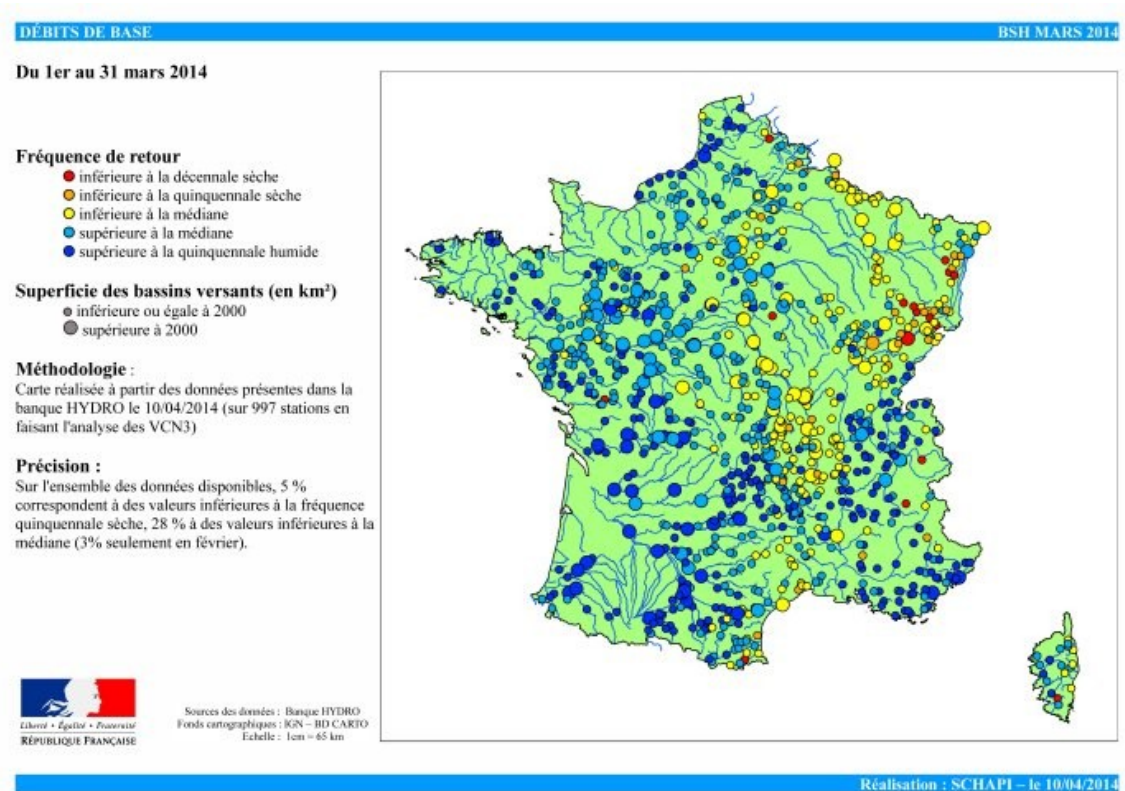 DÉBITS DE BASE
BSH MARS 2014
Du 1er au 31 mars 2014
Fréquence de retour
inférieure à la décennale sèche
inférieure à la quinquennale sèche
inférieure à la médiane
supérieure à la médiane
supérieure à la quinquennale humide
Superficie des bassins versants (en km²)
inférieure ou égale à 2000
supérieure à 2000
Méthodologie :
Carte réalisée à partir des données présentes dans la
banque HYDRO le 10/04/2014 (sur 997 stations en
faisant l'analyse des VCN3)
Précision :
Sur l'ensemble des données disponibles, 5 %
correspondent à des valeurs inférieures à la fréquence
quinquennale sèche, 28 % à des valeurs inférieures à la
médiane (3% seulement en février).
Liberté • Égalité • Fraternité
RÉPUBLIQUE FRANÇAISE
Sources des données : Banque HYDRO
Fonds cartographiques : IGN – BD CARTO
Echelle : 1cm = 65 km
Réalisation : SCHAPI – le 10/04/2014